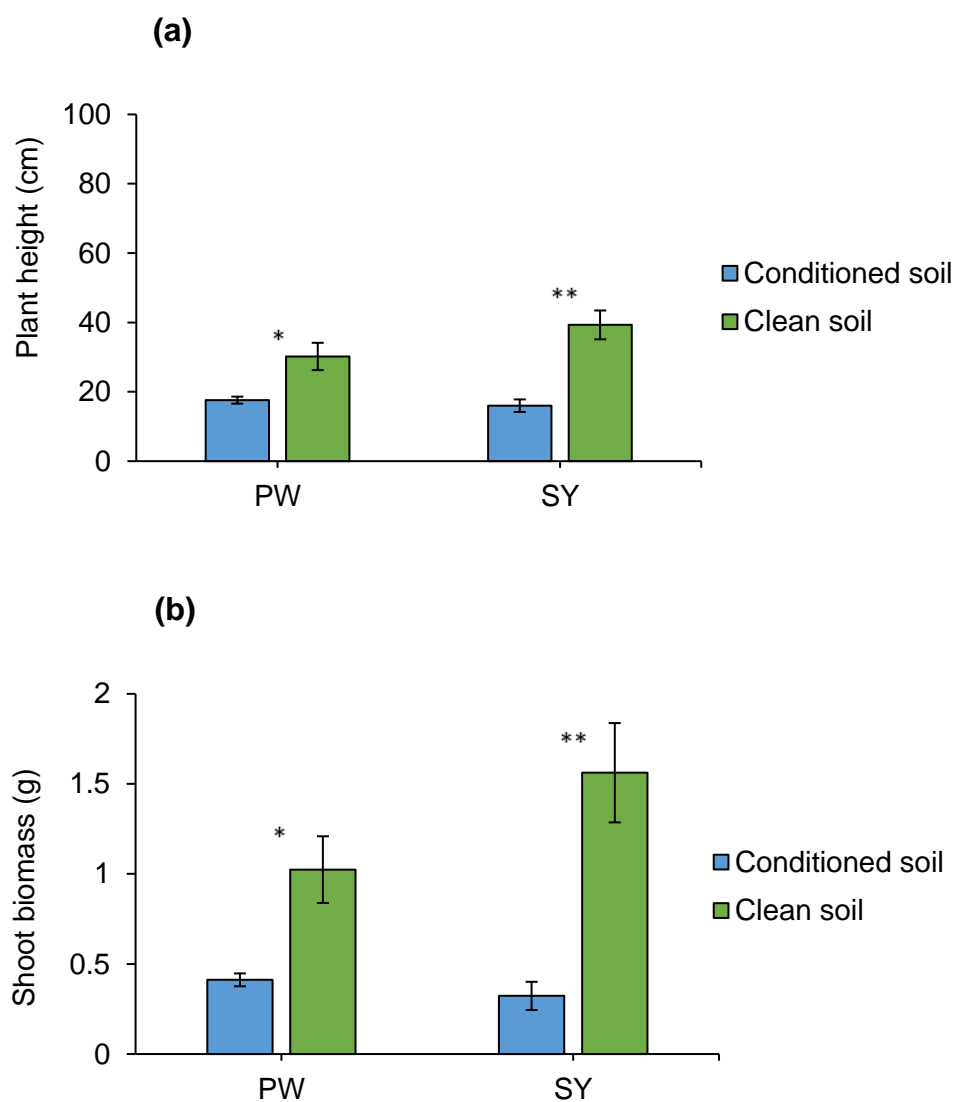 (a)
Plant height (cm)
100
80
60
40
20
0
*
**
PW
SY
Conditioned soil
Clean soil
(b)
Shoot biomass (g)
2
1.5
1
0.5
0
*
**
PW
SY
Conditioned soil
Clean soil